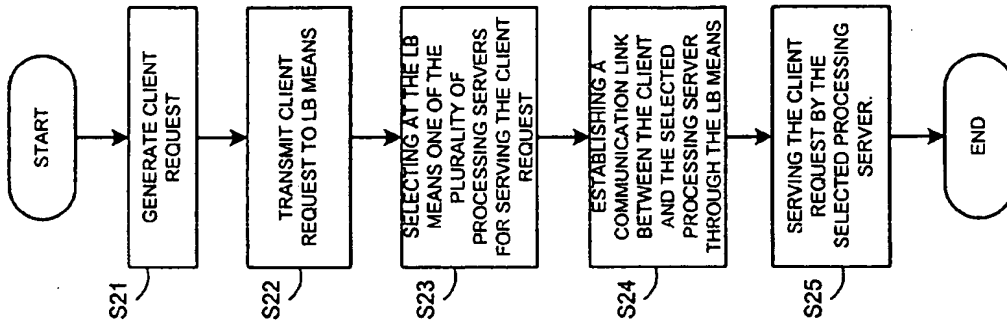 START
S21
GENERATE CLIENT
REQUEST
S22
TRANSMIT CLIENT
REQUEST TO LB MEANS
S23
SELECTING AT THE LB
MEANS ONE OF THE
PLURALITY OF
PROCESSING SERVERS
FOR SERVING THE CLIENT
REQUEST
S24
ESTABLISHING A
COMMUNICATION LINK
BETWEEN THE CLIENT
AND THE SELECTED
PROCESSING SERVER
THROUGH THE LB MEANS
S25
SERVING THE CLIENT
REQUEST BY THE
SELECTED PROCESSING
SERVER.
END